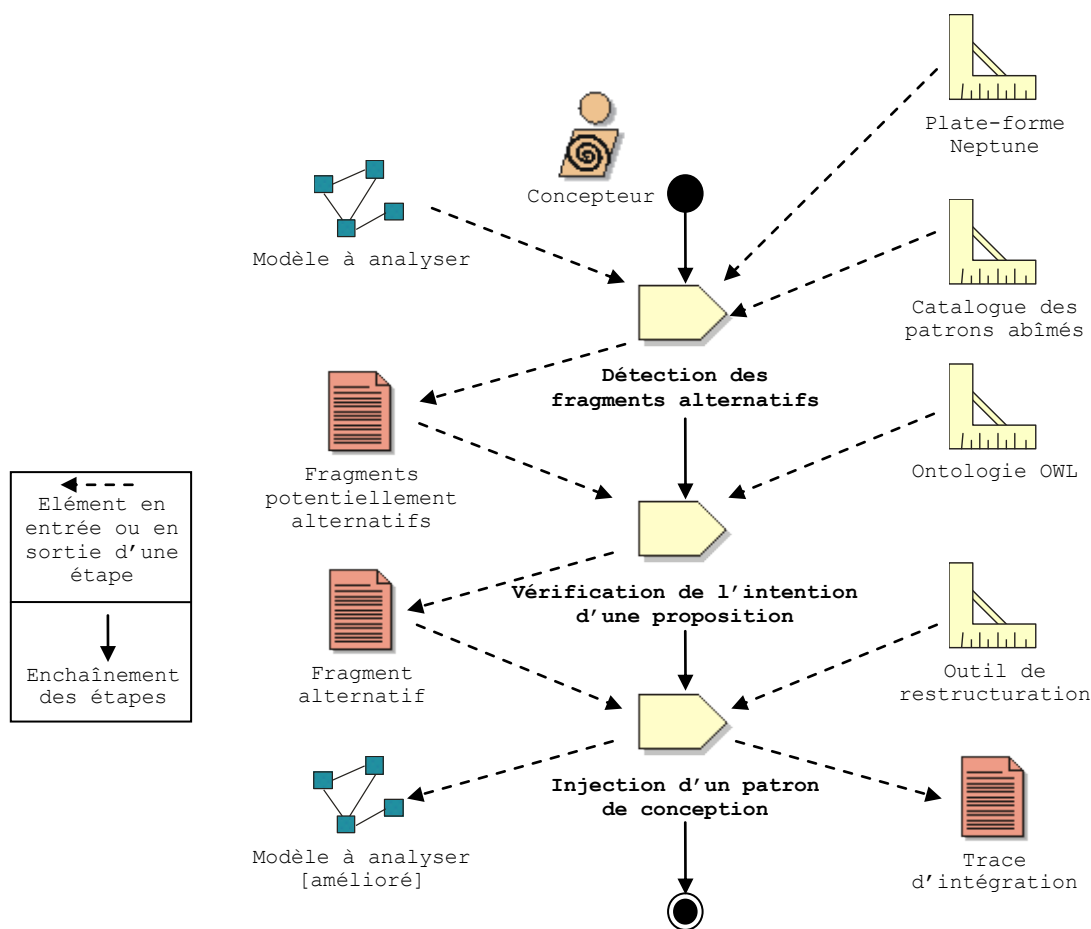 Plate-forme
Neptune
Concepteur
Modèle à analyser
Catalogue des
patrons abîmés
Détection des
fragments alternatifs
Fragments
potentiellement
alternatifs
Ontologie OWL
Elément en
entrée ou en
sortie d’une
étape
Enchaînement
des étapes
Vérification de l’intention
d’une proposition
Fragment
alternatif
Outil de
restructuration
Injection d’un patron
de conception
Modèle à analyser
[amélioré]
Trace
d’intégration